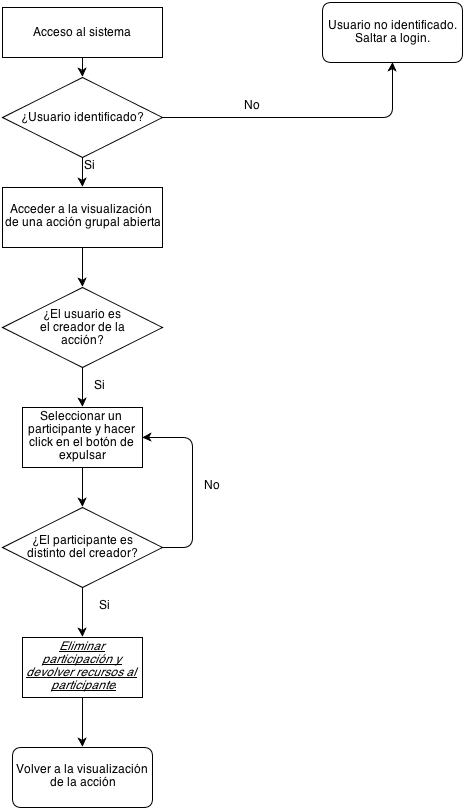 Acceso al sistema
Usuario no identificado.
Saltar a login.
¿Usuario identificado?
No
Si
Acceder a la visualización
de una acción grupal abierta
¿El usuario es
el creador de la
acción?
Si
Seleccionar un
participante y hacer
click en el botón de
expulsar
No
¿El participante es
distinto del creador?
Si
Eliminar
participación y
devolver recursos al
participante
Volver a la visualización
de la acción